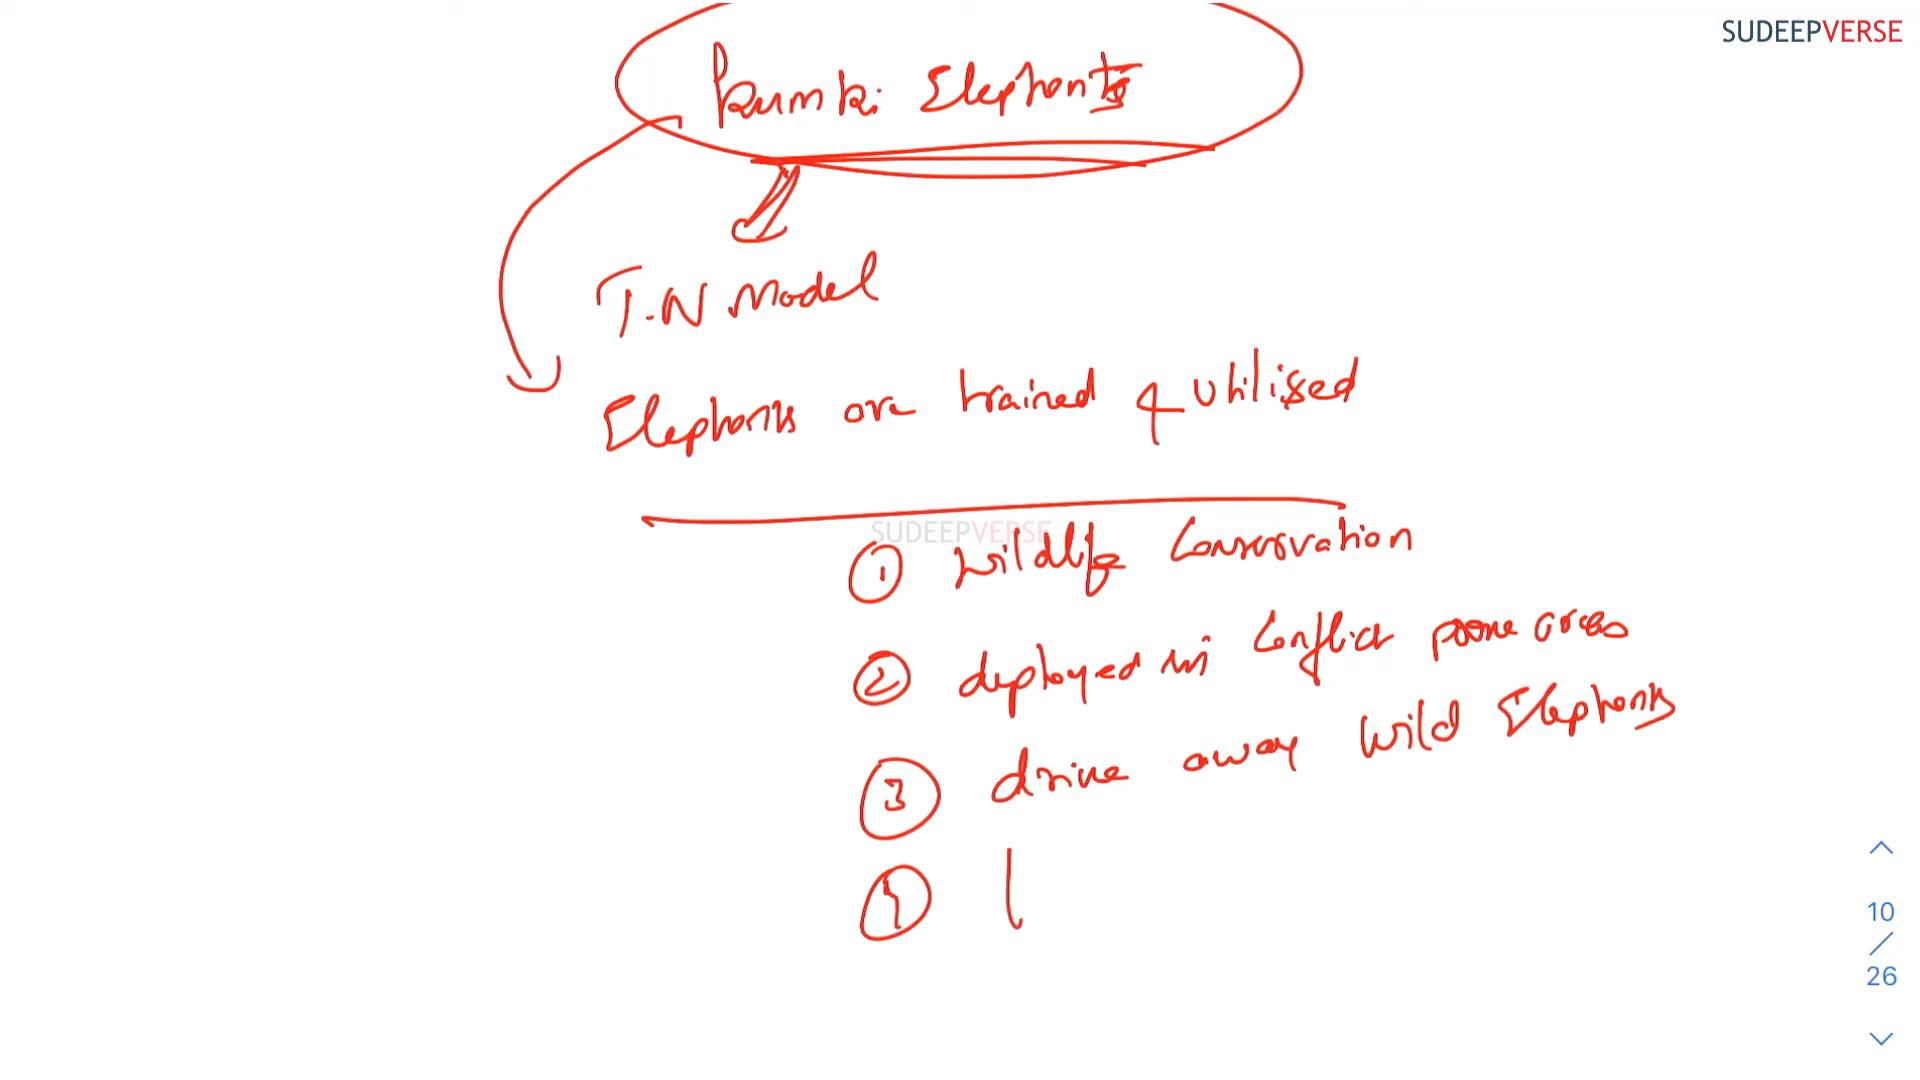 SUDEEPVERSE
Kumki Elephants
T.N Model
Elephants are trained & Utilised
SUDEEPVERSE
① Wildlife Conservation
② deployed in Conflict prone areas
③ drive away Wild Elephants
④
10
/
26